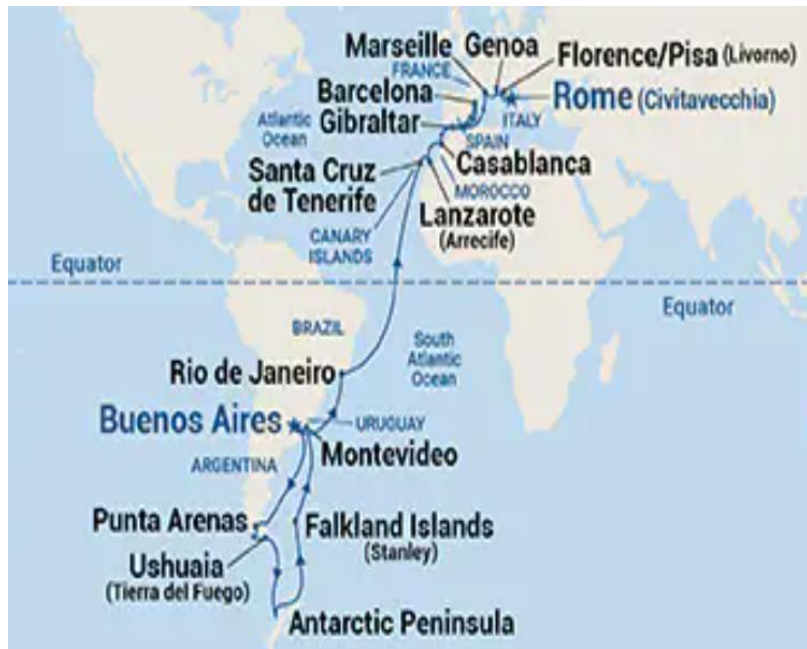 Marseille
Genoa
Florence/Pisa (Livorno)
FRANCE
Barcelona
Rome (Civitavecchia)
Atlantic
Ocean
Gibraltar
ITALY
SPAIN
Casablanca
Santa Cruz
de Tenerife
MOROCCO
Lanzarote
(Arrecife)
CANARY
ISLANDS
Equator
Equator
BRAZIL
South
Atlantic
Ocean
Rio de Janeiro
Buenos Aires
URUGUAY
Montevideo
ARGENTINA
Punta Arenas
Falkland Islands
(Stanley)
Ushuaia
(Tierra del Fuego)
Antarctic Peninsula